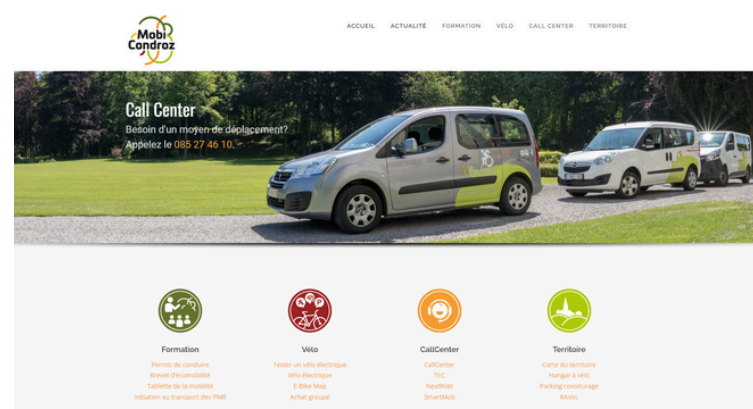 Mobi
Condroz
ACCUEIL ACTUALITÉ FORMATION VÉLO CALL CENTER TERRITOIRE
Call Center
Besoin d'un moyen de déplacement?
Appelez le 085 27 46 10.
Formation
Permis de conduire
Brevet d'écomobilité
Tablette de la mobilité
Initiation au transport des PMR
Vélo
Tester un vélo électrique
Vélo électrique
E-Bike Map
Achat groupé
CallCenter
CallCenter
TEC
NextRide
SmartMob
Territoire
Carte du territoire
Hangar à vélo
Parking covoiturage
RAVeL